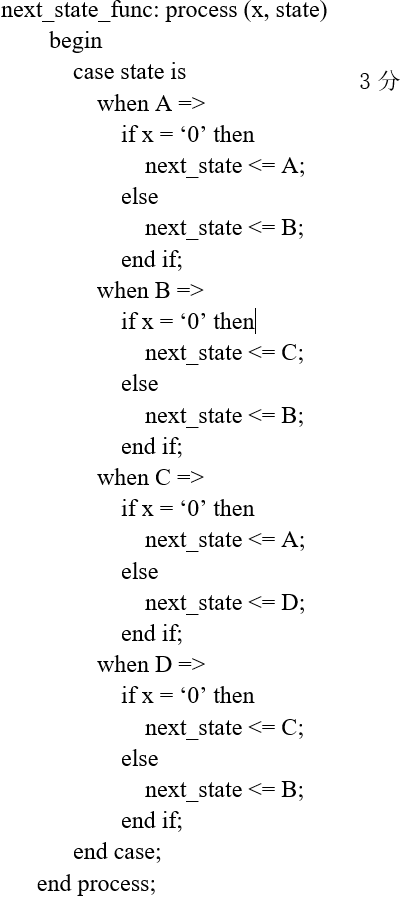 next_state_func: process (x, state)
begin
case state is
3 分
when A =>
if x = ‘0’ then
next_state <= A;
else
next_state <= B;
end if;
when B =>
if x = ‘0’ then
next_state <= C;
else
next_state <= B;
end if;
when C =>
if x = ‘0’ then
next_state <= A;
else
next_state <= D;
end if;
when D =>
if x = ‘0’ then
next_state <= C;
else
next_state <= B;
end if;
end case;
end process;